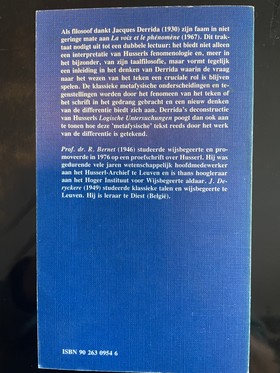 Als filosoof dankt Jacques Derrida (1930) zijn faam in niet
geringe mate aan La voix et le phénomène (1967). Dit trak-
taat nodigt uit tot een dubbele lectuur: het biedt niet alleen
een interpretatie van Husserls fenomenologie en, meer in
het bijzonder, van zijn taalfilosofie, maar vormt tegelijk
een inleiding in het denken van Derrida waarin de vraag
naar het wezen van het teken een cruciale rol is blijven
spelen. De klassieke metafysische onderscheidingen en te-
genstellingen worden door het fenomeen van het teken of
het schrift in het gedrang gebracht en een nieuw denken
van de differentie biedt zich aan. Derrida's deconstructie
van Husserls Logische Untersuchungen poogt dan ook aan
te tonen hoe deze 'metafysische' tekst reeds door het werk
van de differentie is getekend.
Prof. dr. R. Bernet (1946) studeerde wijsbegeerte en pro-
moveerde in 1976 op een proefschrift over Husserl. Hij was
gedurende vele jaren wetenschappelijk hoofdmedewerker
aan het Husserl-Archief te Leuven en is thans hoogleraar
aan het Hoger Instituut voor Wijsbegeerte aldaar. J. De-
ryckere (1949) studeerde klassieke talen en wijsbegeerte te
Leuven. Hij is leraar te Diest (België).
ISBN 90 263 0954 6